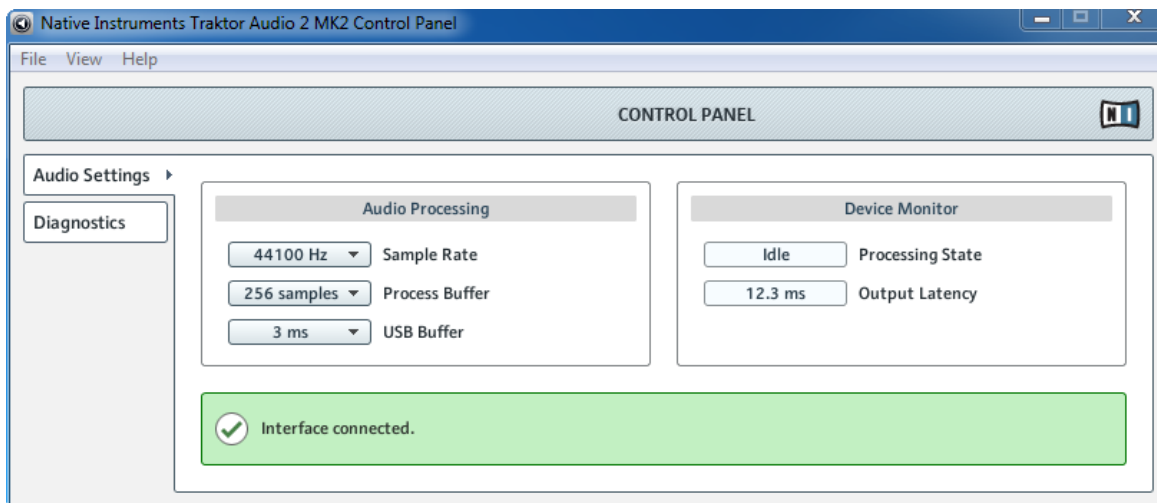 Native Instruments Traktor Audio 2 MK2 Control Panel
File View Help
CONTROL PANEL
NI
Audio Settings
Diagnostics
Audio Processing
44100 Hz Sample Rate
256 samples Process Buffer
3 ms USB Buffer
Device Monitor
Idle Processing State
12.3 ms Output Latency
Interface connected.